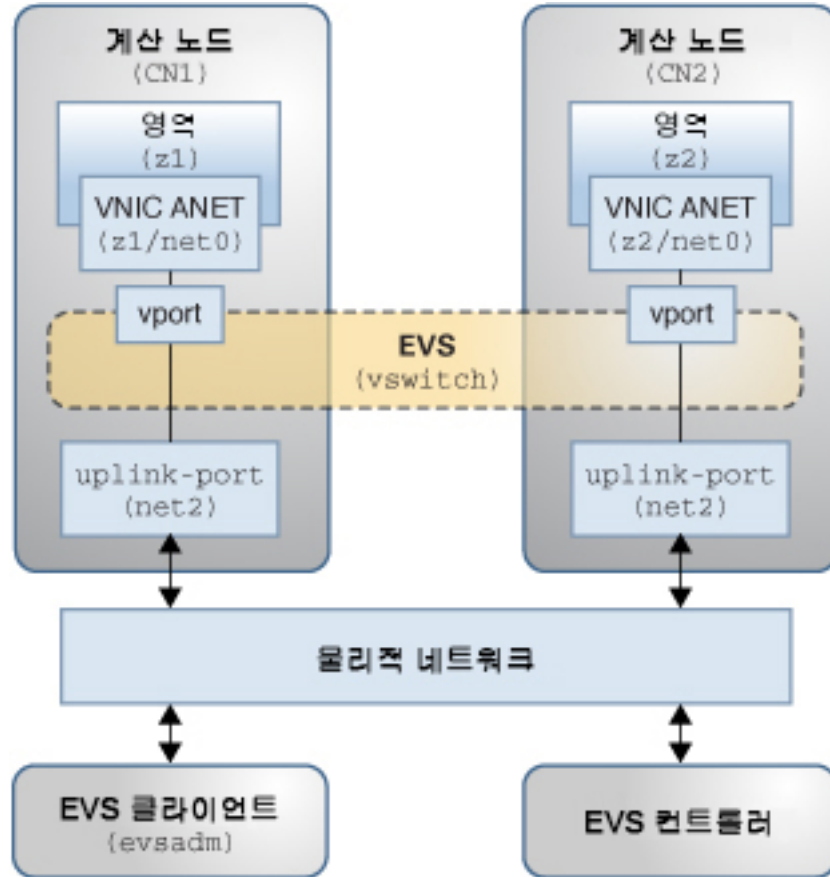 계산 노드
(CN1)
영역
(z1)
VNIC ANET
(z1/net0)
vport
계산 노드
(CN2)
영역
(z2)
VNIC ANET
(z2/net0)
vport
EVS
(vswitch)
uplink-port
(net2)
uplink-port
(net2)
물리적 네트워크
EVS 클라이언트
(evsadm)
EVS 컨트롤러